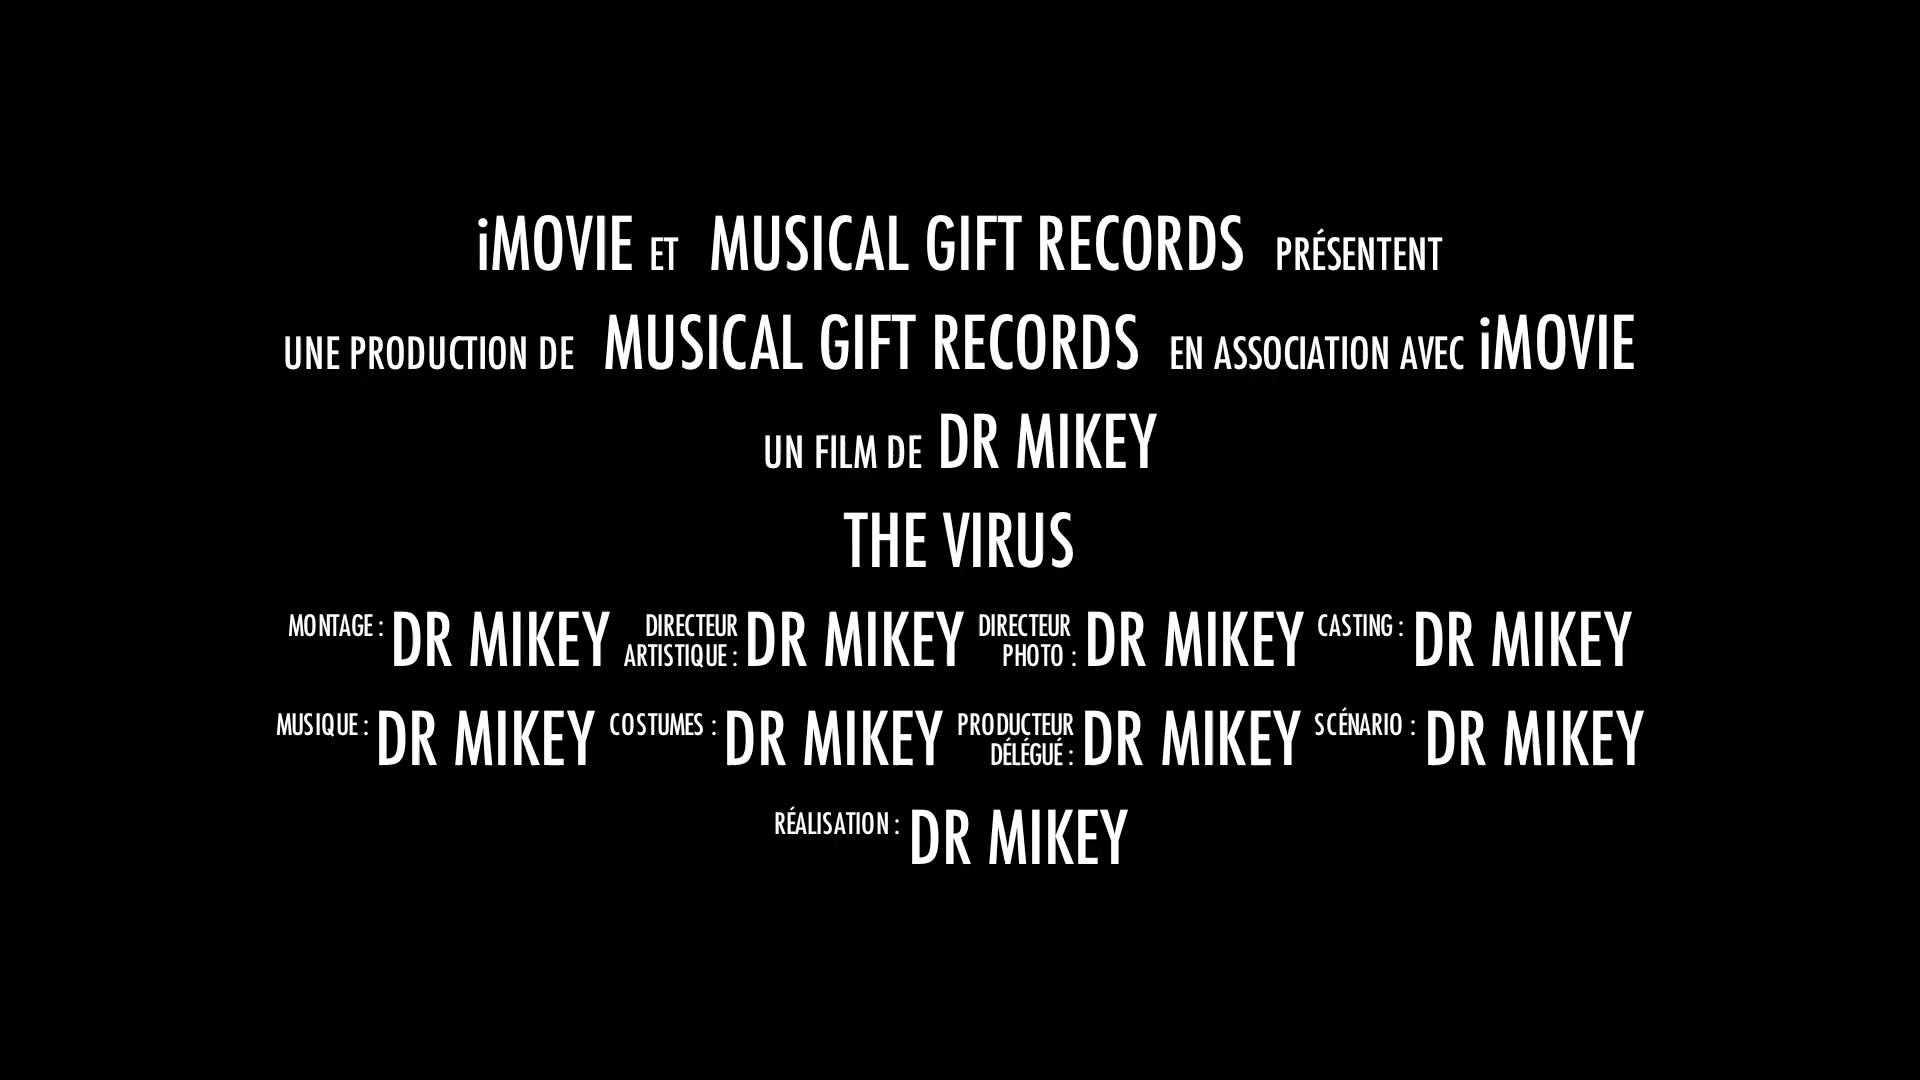 iMOVIE ET MUSICAL GIFT RECORDS PRÉSENTENT
UNE PRODUCTION DE MUSICAL GIFT RECORDS EN ASSOCIATION AVEC iMOVIE
UN FILM DE DR MIKEY
THE VIRUS
MONTAGE : DR MIKEY DIRECTEUR ARTISTIQUE : DR MIKEY DIRECTEUR PHOTO : DR MIKEY CASTING : DR MIKEY
MUSIQUE : DR MIKEY COSTUMES : DR MIKEY PRODUCTEUR DÉLÉGUÉ : DR MIKEY SCÉNARIO : DR MIKEY
RÉALISATION : DR MIKEY